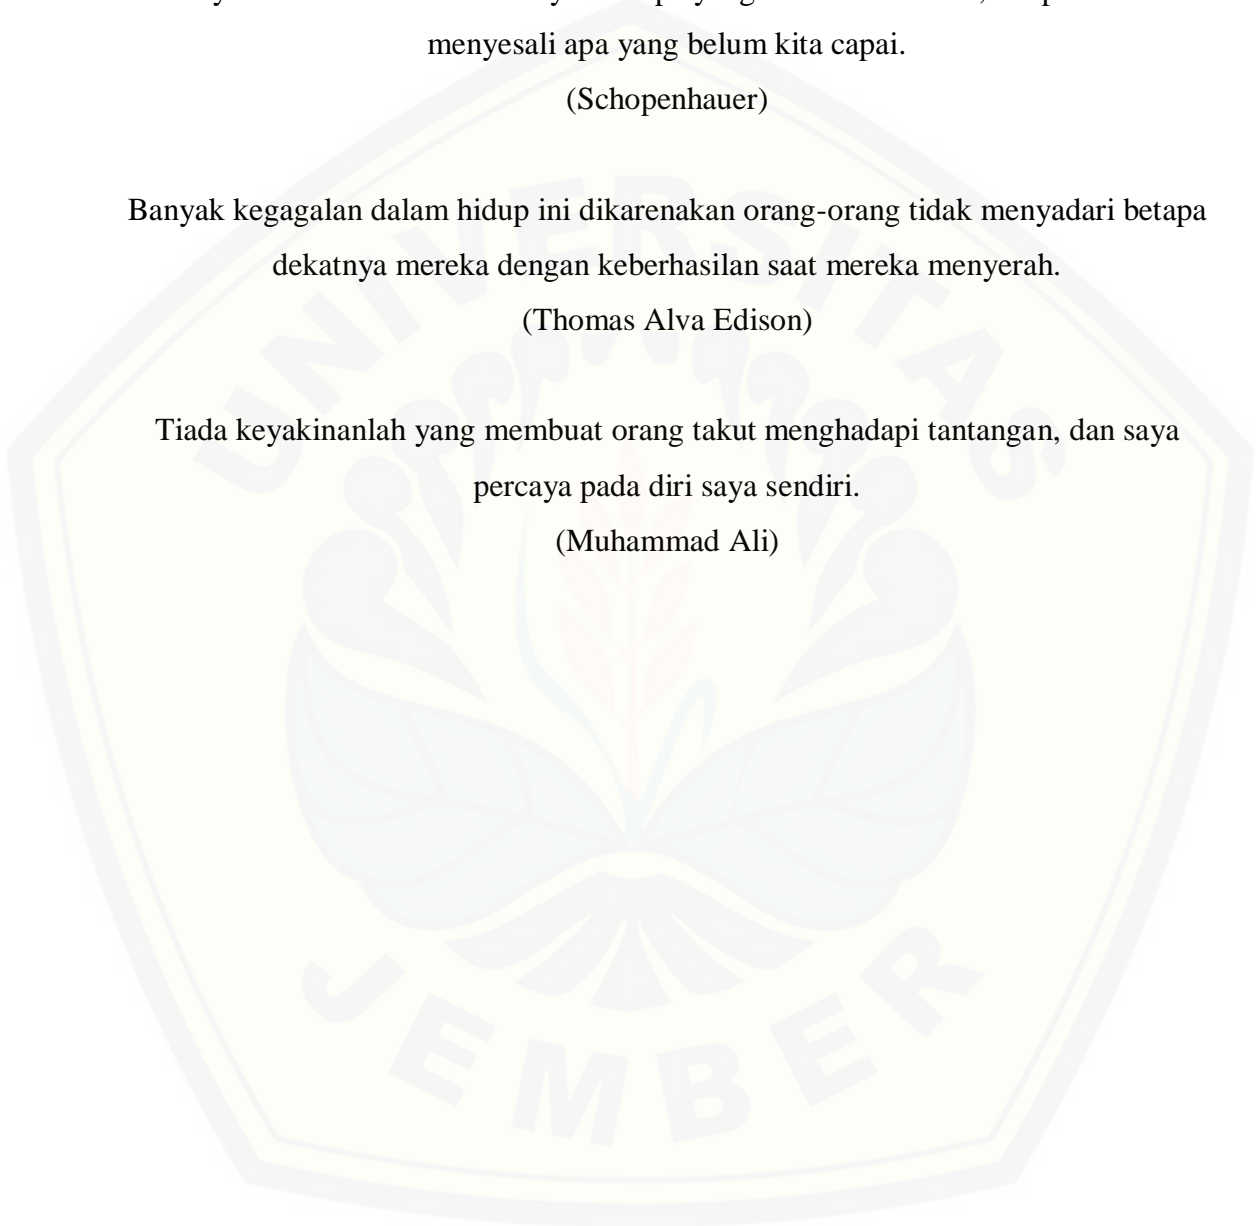 menyesali apa yang belum kita capai.
(Schopenhauer)
Banyak kegagalan dalam hidup ini dikarenakan orang-orang tidak menyadari betapa
dekatnya mereka dengan keberhasilan saat mereka menyerah.
(Thomas Alva Edison)
Tiada keyakinanlah yang membuat orang takut menghadapi tantangan, dan saya
percaya pada diri saya sendiri.
(Muhammad Ali)
UNIVERSITAS
JEMBER